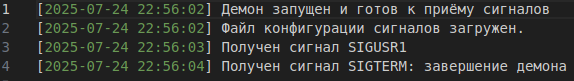 1 [2025-07-24 22:56:02] Демон запущен и готов к приёму сигналов
2 [2025-07-24 22:56:02] Файл конфигурации сигналов загружен.
3 [2025-07-24 22:56:03] Получен сигнал SIGUSR1
4 [2025-07-24 22:56:04] Получен сигнал SIGTERM: завершение демона